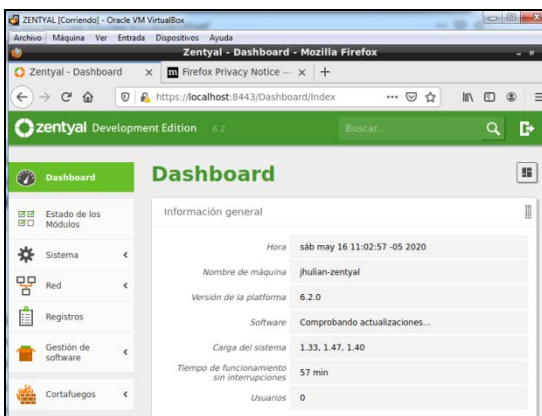 ZENTYAL [Corriendo] - Oracle VM VirtualBox
Archivo Máquina Ver Entrada Dispositivos Ayuda
Zentyal - Dashboard - Mozilla Firefox
Zentyal - Dashboard
Firefox Privacy Notice —
https://localhost:8443/Dashboard/Index
zentyal Development Edition 6.2
Buscar...
Dashboard
Estado de los
Módulos
Sistema
Red
Registros
Gestión de
software
Cortafuegos
Dashboard
Información general
Hora sáb may 16 11:02:57 -05 2020
Nombre de máquina jhulian-zentyal
Versión de la plataforma 6.2.0
Software Comprobando actualizaciones...
Carga del sistema 1.33, 1.47, 1.40
Tiempo de funcionamiento
sin interrupciones 57 min
Usuarios 0